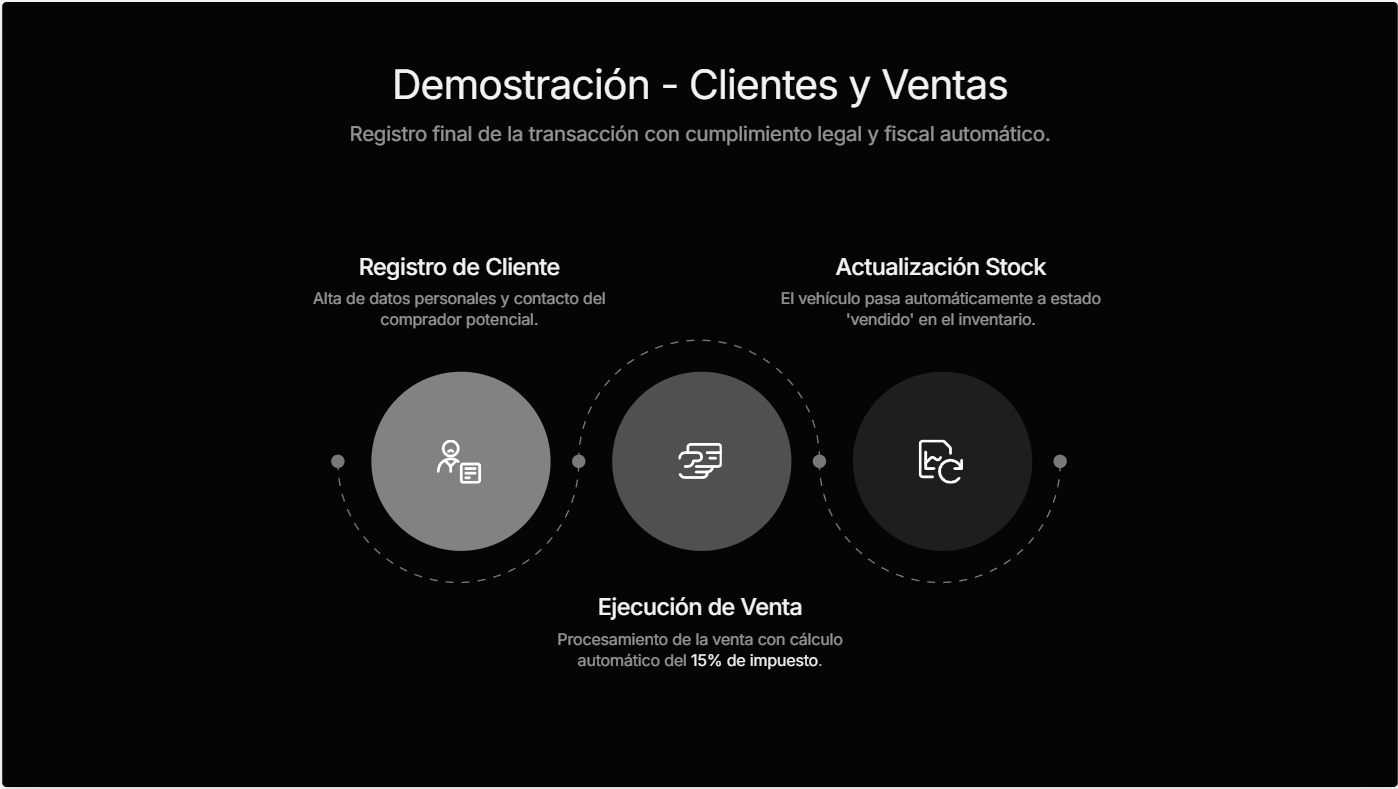 Demostración - Clientes y Ventas
Registro final de la transacción con cumplimiento legal y fiscal automático.
Registro de Cliente
Alta de datos personales y contacto del
comprador potencial.
Actualización Stock
El vehículo pasa automáticamente a estado
'vendido' en el inventario.
Ejecución de Venta
Procesamiento de la venta con cálculo
automático del 15% de impuesto.